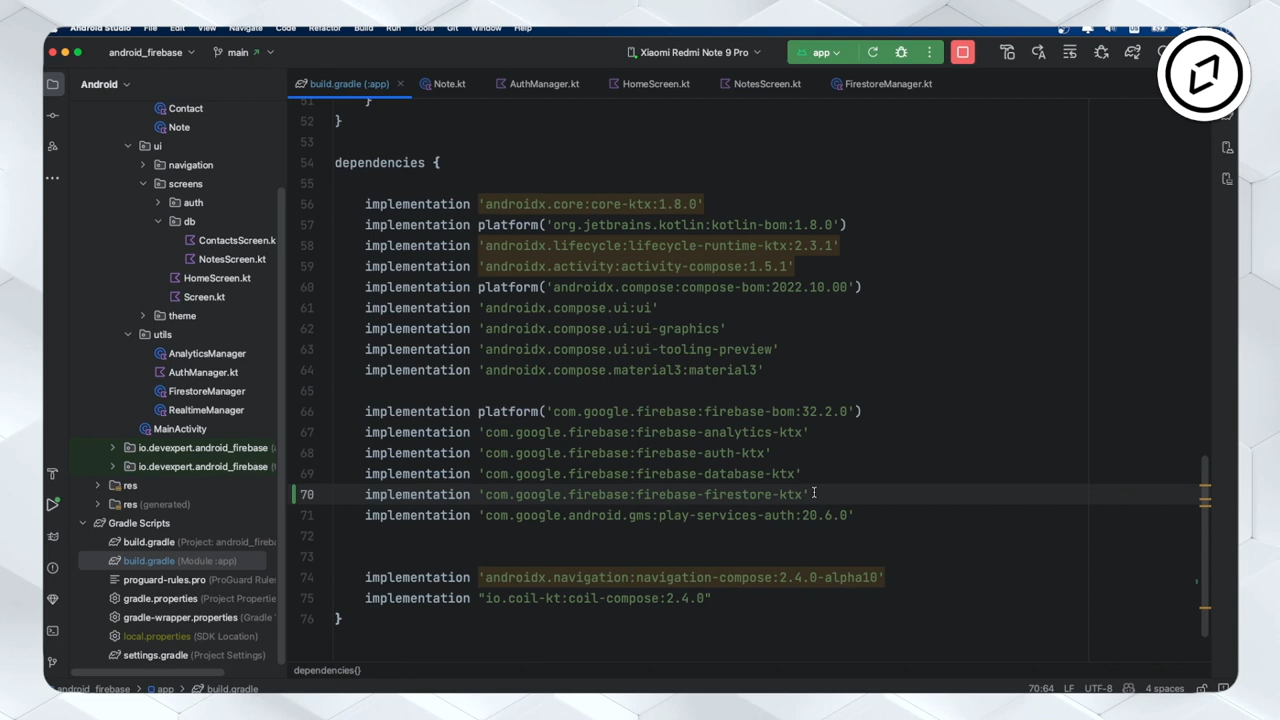 Android Studio File Edit View Navigate Code Refactor Build Run Tools Git Window Help
android_firebase main Xiaomi Redmi Note 9 Pro app
Android
build.gradle (:app) Note.kt AuthManager.kt HomeScreen.kt NotesScreen.kt FirestoreManager.kt
Contact
Note
ui
navigation
screens
auth
db
ContactsScreen.k
NotesScreen.kt
HomeScreen.kt
Screen.kt
theme
utils
AnalyticsManager
AuthManager.kt
FirestoreManager
RealtimeManager
MainActivity
io.devexpert.android_firebase
io.devexpert.android_firebase
res
res (generated)
Gradle Scripts
build.gradle (Project: android_fireba
build.gradle (Module :app)
proguard-rules.pro (ProGuard Rules
gradle.properties (Project Propertie
gradle-wrapper.properties (Gradle
local.properties (SDK Location)
settings.gradle (Project Settings)
51 }
52 }
53
54 dependencies {
55
56 implementation 'androidx.core:core-ktx:1.8.0'
57 implementation platform('org.jetbrains.kotlin:kotlin-bom:1.8.0')
58 implementation 'androidx.lifecycle:lifecycle-runtime-ktx:2.3.1'
59 implementation 'androidx.activity:activity-compose:1.5.1'
60 implementation platform('androidx.compose:compose-bom:2022.10.00')
61 implementation 'androidx.compose.ui:ui'
62 implementation 'androidx.compose.ui:ui-graphics'
63 implementation 'androidx.compose.ui:ui-tooling-preview'
64 implementation 'androidx.compose.material3:material3'
65
66 implementation platform('com.google.firebase:firebase-bom:32.2.0')
67 implementation 'com.google.firebase:firebase-analytics-ktx'
68 implementation 'com.google.firebase:firebase-auth-ktx'
69 implementation 'com.google.firebase:firebase-database-ktx'
70 implementation 'com.google.firebase:firebase-firestore-ktx'
71 implementation 'com.google.android.gms:play-services-auth:20.6.0'
72
73
74 implementation 'androidx.navigation:navigation-compose:2.4.0-alpha10'
75 implementation "io.coil-kt:coil-compose:2.4.0"
76 }
dependencies{}
android_firebase app build.gradle 70:64 LF UTF-8 4 spaces